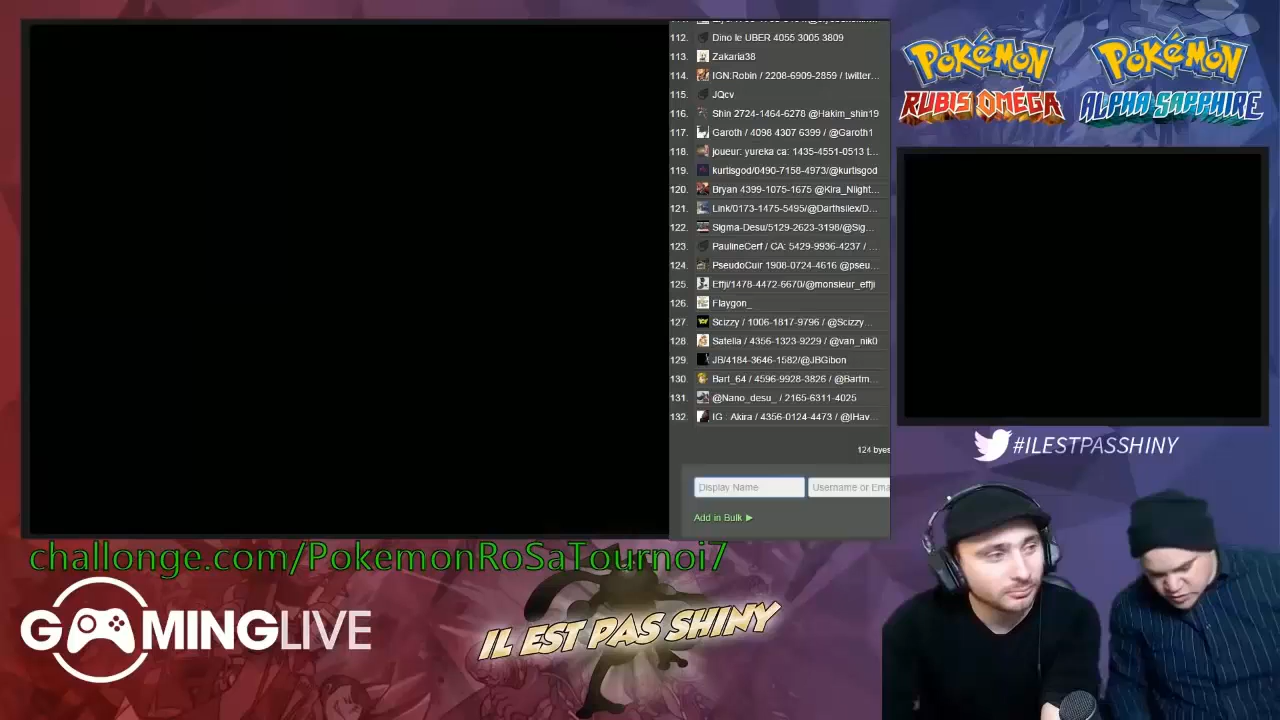 112. Dino le UBER 4055 3005 3809
113. Zakaria38
114. IGN:Robin / 2208-6909-2859 / twitter...
115. JQcv
116. Shin 2724-1464-6278 @Hakim_shin19
117. Garoth / 4098 4307 6399 / @Garoth1
118. joueur: yureka ca: 1435-4551-0513 t...
119. kurtisgod/0490-7158-4973/@kurtisgod
120. Bryan 4399-1075-1675 @Kira_Niight...
121. Link/0173-1475-5495/@Darthsilex/D...
122. Sigma-Desu/5129-2623-3198/@Sig...
123. PaulineCerf / CA: 5429-9936-4237 / ...
124. PseudoCuir 1908-0724-4616 @pseu...
125. Effji/1478-4472-6670/@monsieur_effji
126. Flaygon_
127. Scizzy / 1006-1817-9796 / @Scizzy...
128. Satella / 4356-1323-9229 / @van_nik0
129. JB/4184-3646-1582/@JBGibon
130. Bart_64 / 4596-9928-3826 / @Bartm...
131. @Nano_desu_ / 2165-6311-4025
132. IG : Akira / 4356-0124-4473 / @IHav...
124 byes
Display Name
Username or Ema
Add in Bulk ►
POKéMON
RUBIS OMÉGA
POKéMON
ALPHA SAPPHIRE
#ILESTPASSHINY
challonge.com/PokemonRoSaTournoi7
GAMINGLIVE
IL EST PAS SHINY